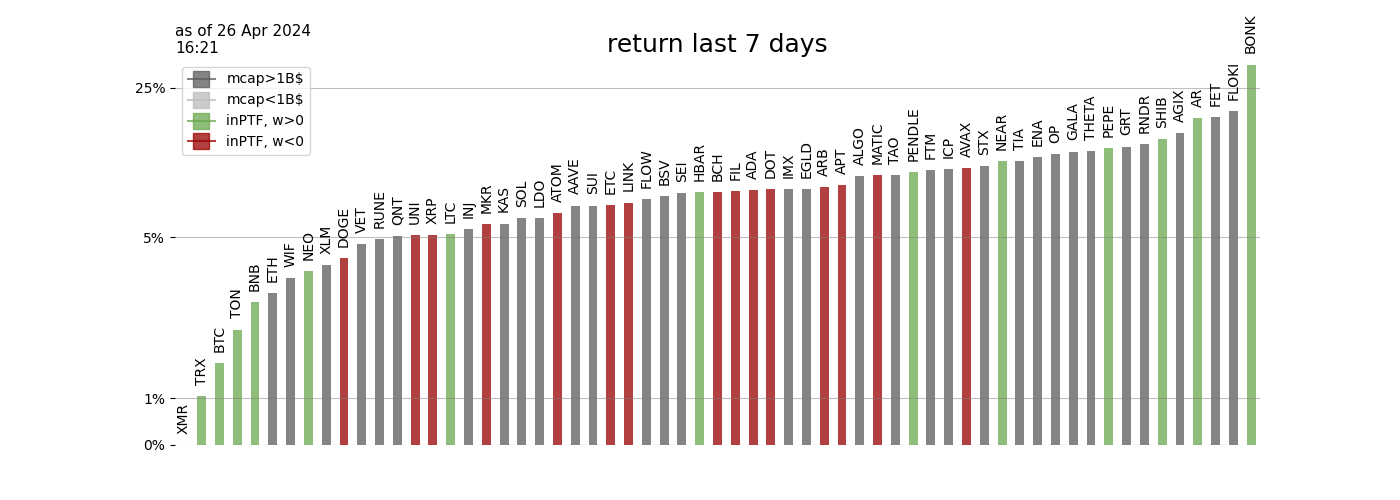 as of 26 Apr 2024
16:21
return last 7 days
mcap>1B$
mcap<1B$
inPTF, w>0
inPTF, w<0
25%
5%
1%
0%
XMR
TRX
BTC
TON
BNB
ETH
WIF
NEO
XLM
DOGE
VET
RUNE
QNT
UNI
XRP
LTC
INJ
MKR
KAS
SOL
LDO
ATOM
AAVE
SUI
ETC
LINK
FLOW
BSV
SEI
HBAR
BCH
FIL
ADA
DOT
IMX
EGLD
ARB
APT
ALGO
MATIC
TAO
PENDLE
FTM
ICP
AVAX
STX
NEAR
TIA
ENA
OP
GALA
THETA
PEPE
GRT
RNDR
SHIB
AGIX
AR
FET
FLOKI
BONK